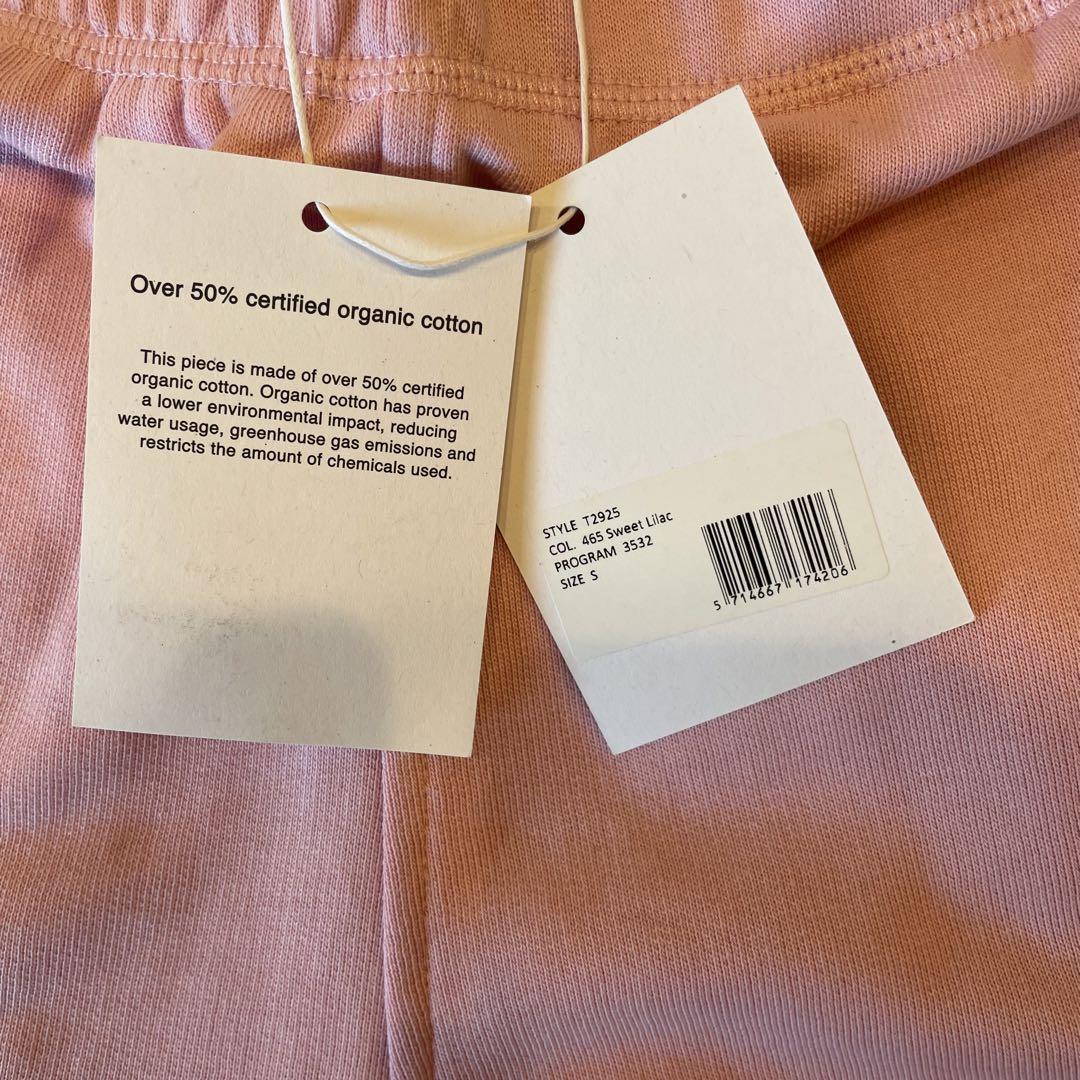 Over 50% certified organic cotton
This piece is made of over 50% certified
organic cotton. Organic cotton has proven
a lower environmental impact, reducing
water usage, greenhouse gas emissions and
restricts the amount of chemicals used.
STYLE T2925
COL. 465 Sweet Lilac
PROGRAM 3532
SIZE S
5 714667 174206